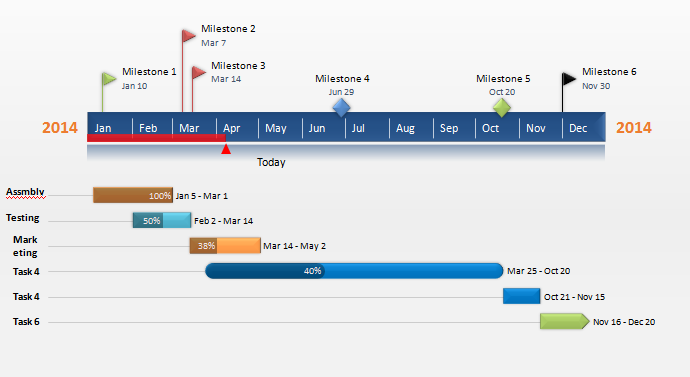 Milestone 2
Mar 7
Milestone 1
Jan 10
Milestone 3
Mar 14
Milestone 4
Jun 29
Milestone 5
Oct 20
Milestone 6
Nov 30
2014 Jan Feb Mar Apr May Jun Jul Aug Sep Oct Nov Dec 2014
Today
Assmbly 100% Jan 5 - Mar 1
Testing 50% Feb 2 - Mar 14
Mark
eting 38% Mar 14 - May 2
Task 4 40% Mar 25 - Oct 20
Task 4 Oct 21 - Nov 15
Task 6 Nov 16 - Dec 20